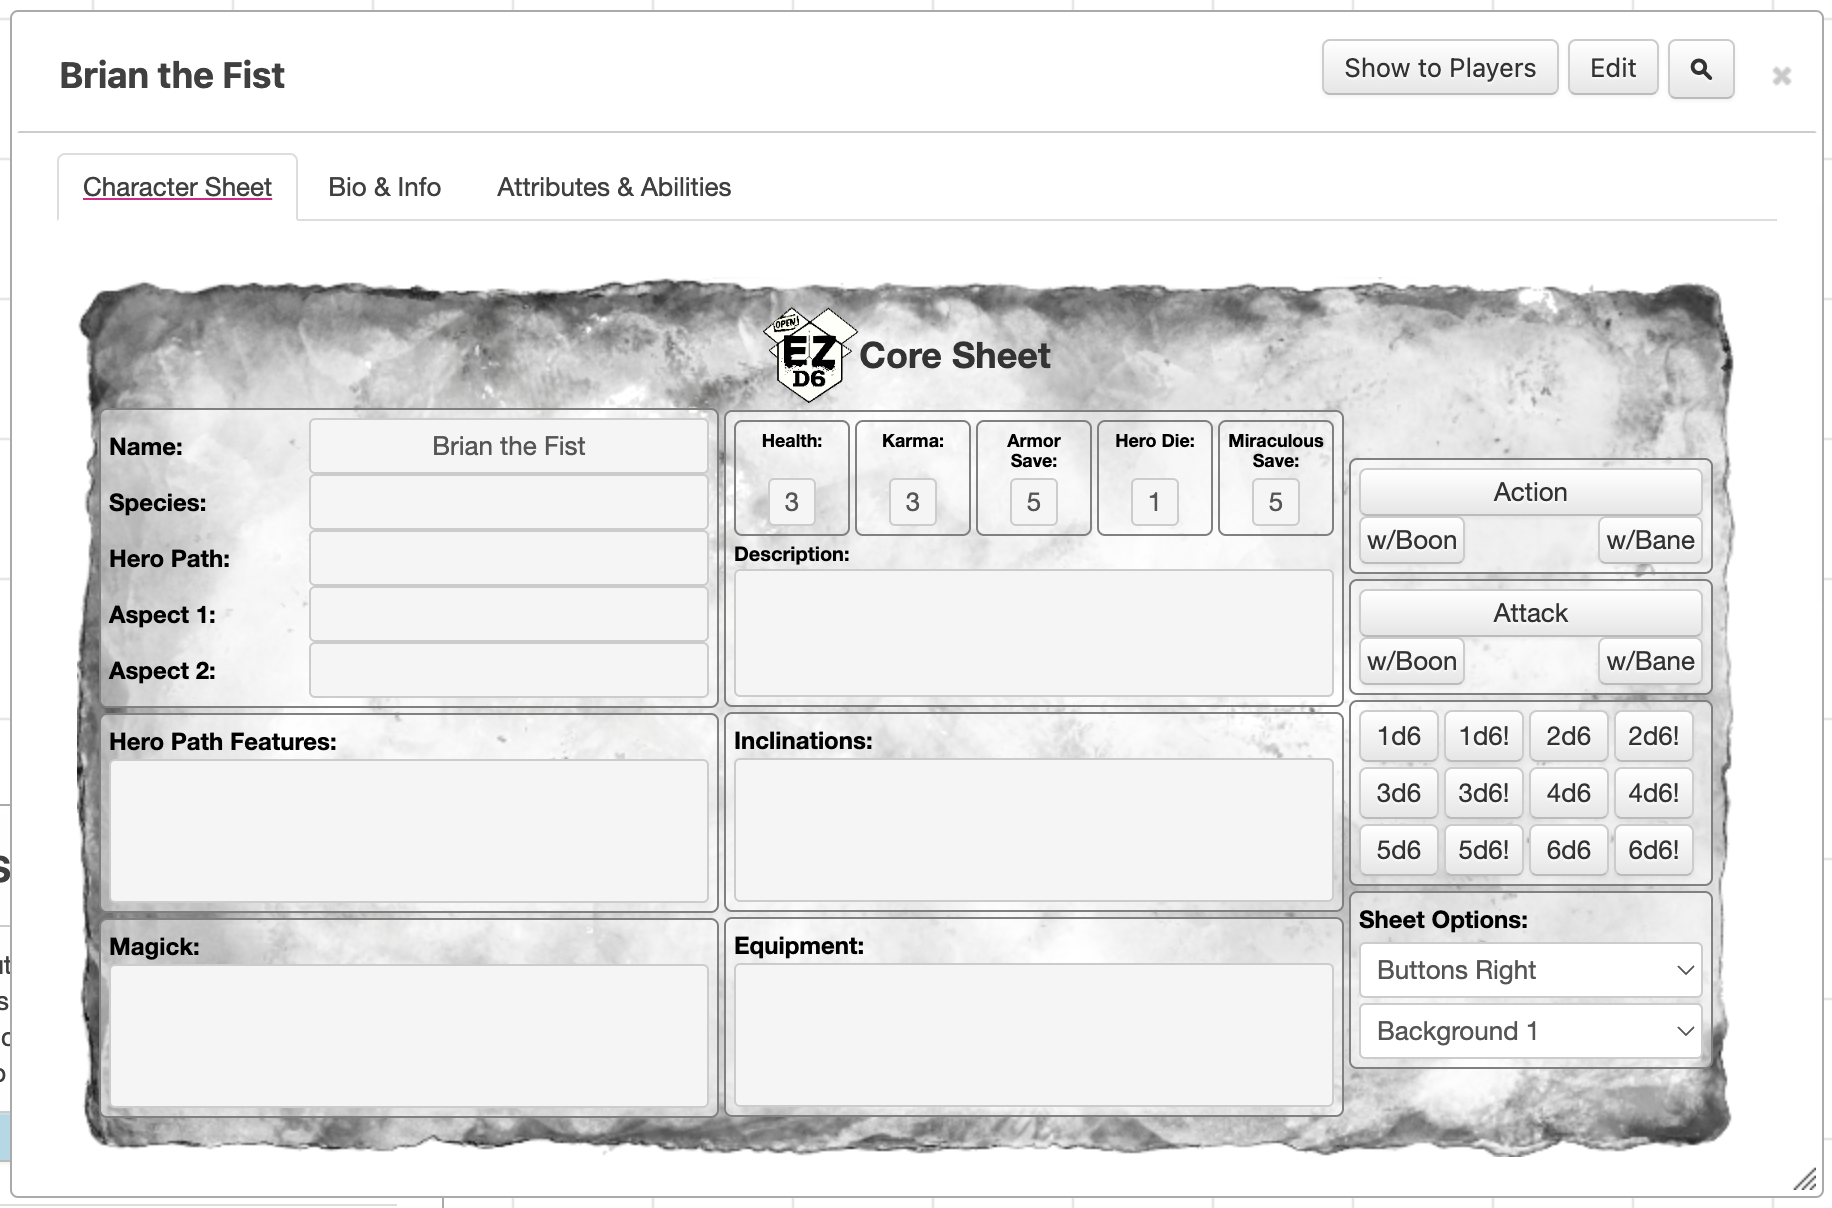 Brian the Fist
Show to Players
Edit
Character Sheet
Bio & Info
Attributes & Abilities
OPEN!
EZ
D6
Core Sheet
Name:
Brian the Fist
Species:
Hero Path:
Aspect 1:
Aspect 2:
Health:
3
Karma:
3
Armor
Save:
5
Hero Die:
1
Miraculous
Save:
5
Description:
Action
w/Boon
w/Bane
Attack
w/Boon
w/Bane
Hero Path Features:
Inclinations:
1d6 1d6! 2d6 2d6!
3d6 3d6! 4d6 4d6!
5d6 5d6! 6d6 6d6!
Magick:
Equipment:
Sheet Options:
Buttons Right
Background 1